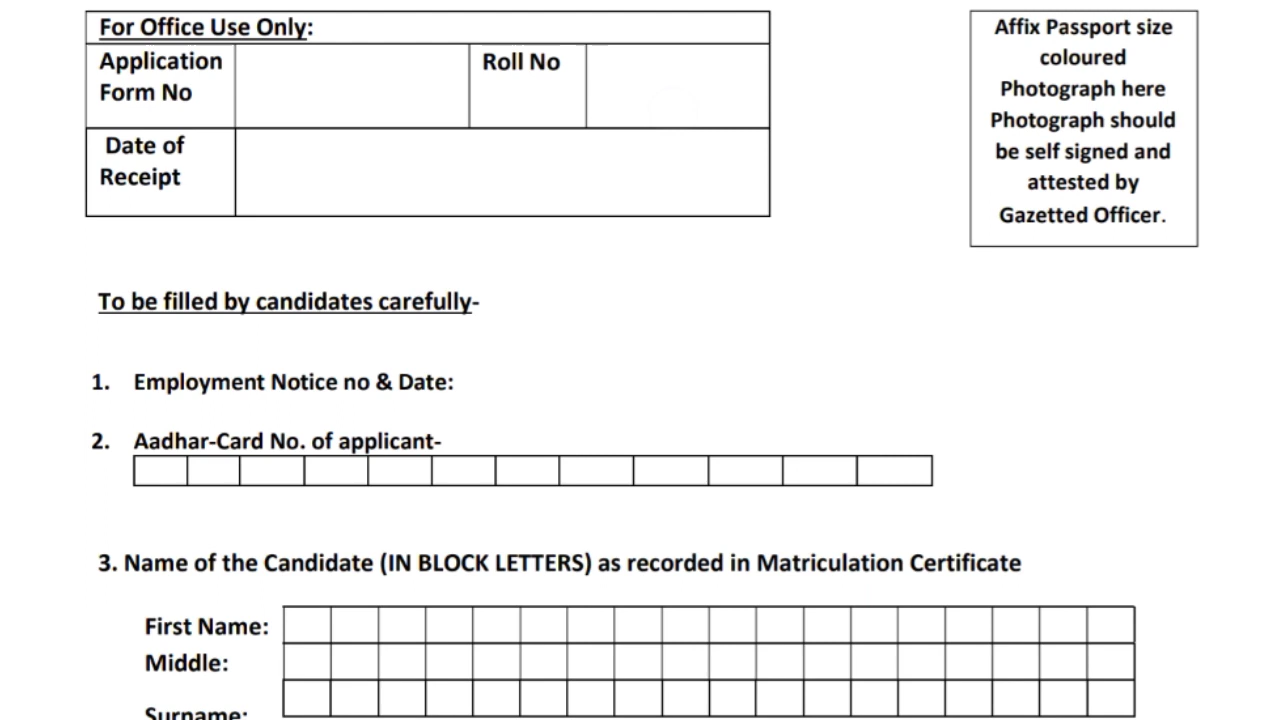 For Office Use Only:
Application Form No
Roll No
Date of Receipt
Affix Passport size
coloured
Photograph here
Photograph should
be self signed and
attested by
Gazetted Officer.
To be filled by candidates carefully-
1. Employment Notice no & Date:
2. Aadhar-Card No. of applicant-
3. Name of the Candidate (IN BLOCK LETTERS) as recorded in Matriculation Certificate
First Name:
Middle:
Surname: